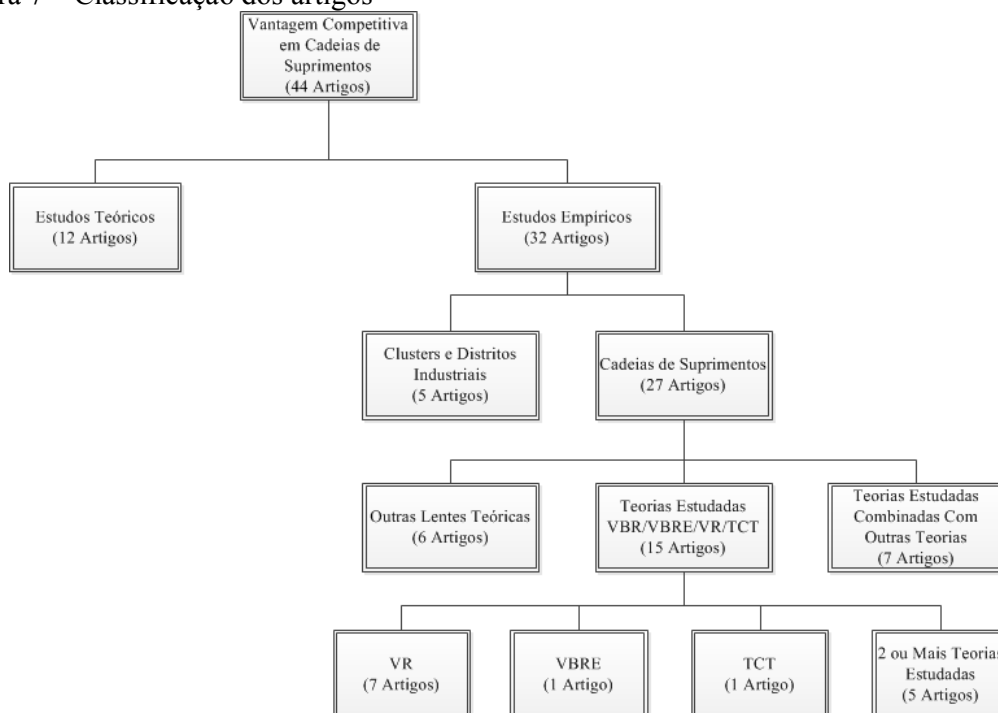 Classificação dos artigos
Vantagem Competitiva
em Cadeias de
Suprimentos
(44 Artigos)
Estudos Teóricos
(12 Artigos)
Estudos Empíricos
(32 Artigos)
Clusters e Distritos
Industriais
(5 Artigos)
Cadeias de Suprimentos
(27 Artigos)
Outras Lentes Teóricas
(6 Artigos)
Teorias Estudadas
VBR/VBRE/VR/TCT
(15 Artigos)
Teorias Estudadas
Combinadas Com
Outras Teorias
(7 Artigos)
VR
(7 Artigos)
VBRE
(1 Artigo)
TCT
(1 Artigo)
2 ou Mais Teorias
Estudadas
(5 Artigos)